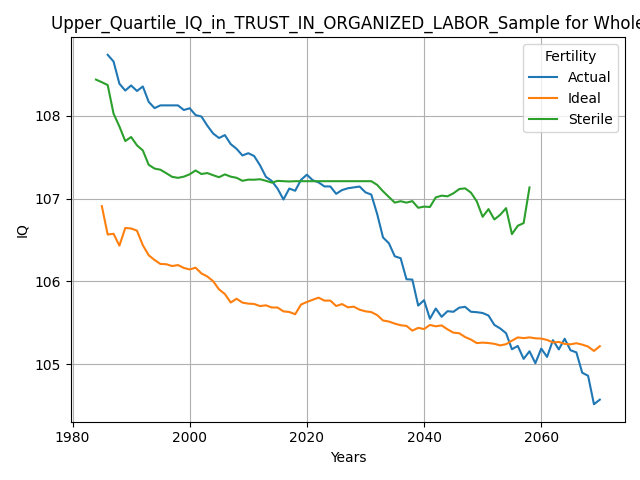 Upper_Quartile_IQ_in_TRUST_IN_ORGANIZED_LABOR_Sample for Whole
Fertility
Actual
Ideal
Sterile
108
107
106
105
IQ
1980
2000
2020
2040
2060
Years